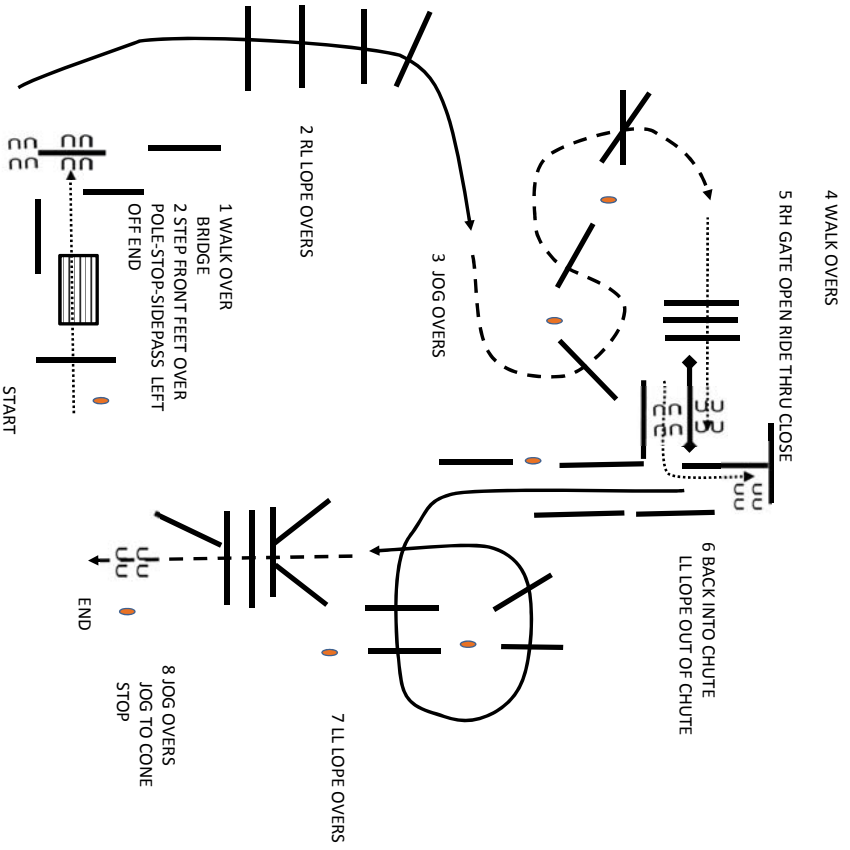 START
1 WALK OVER
BRIDGE
2 STEP FRONT FEET OVER
POLE-STOP-SIDEPASS LEFT
OFF END
2 RL LOPE OVERS
3 JOG OVERS
4 WALK OVERS
5 RH GATE OPEN RIDE THRU CLOSE
6 BACK INTO CHUTE
LL LOPE OUT OF CHUTE
7 LL LOPE OVERS
8 JOG OVERS
JOG TO CONE
STOP
END